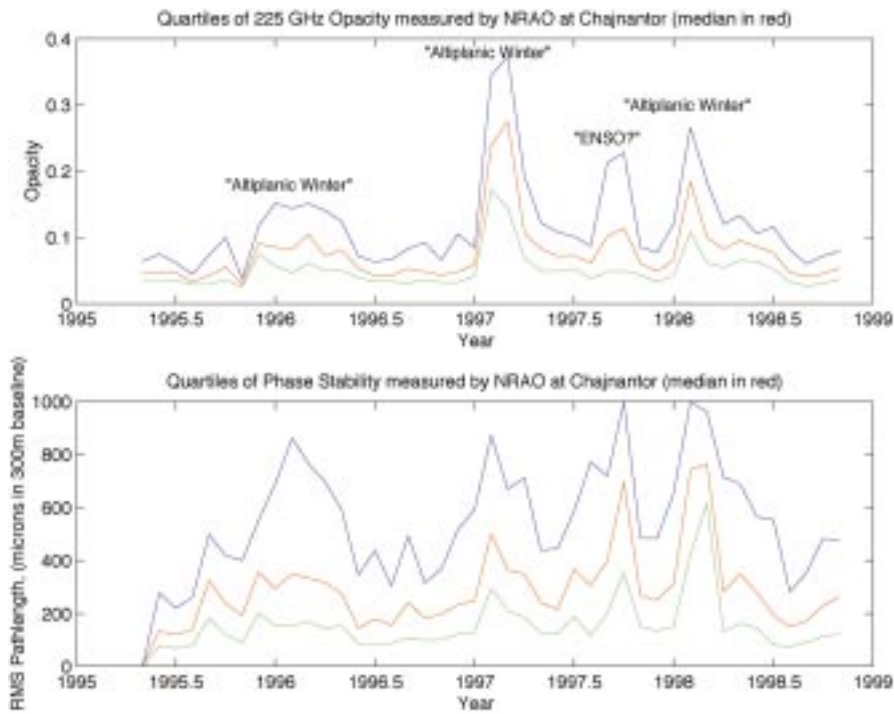 Quartiles of 225 GHz Opacity measured by NRAO at Chajnantor (median in red)
0.4
0.3
0.2
0.1
0
Opacity
"Altiplanic Winter"
"Altiplanic Winter"
"ENSO?"
"Altiplanic Winter"
1995 1995.5 1996 1996.5 1997 1997.5 1998 1998.5 1999
Year
Quartiles of Phase Stability measured by NRAO at Chajnantor (median in red)
1000
800
600
400
200
0
RMS Pathlength, (microns in 300m baseline)
1995 1995.5 1996 1996.5 1997 1997.5 1998 1998.5 1999
Year